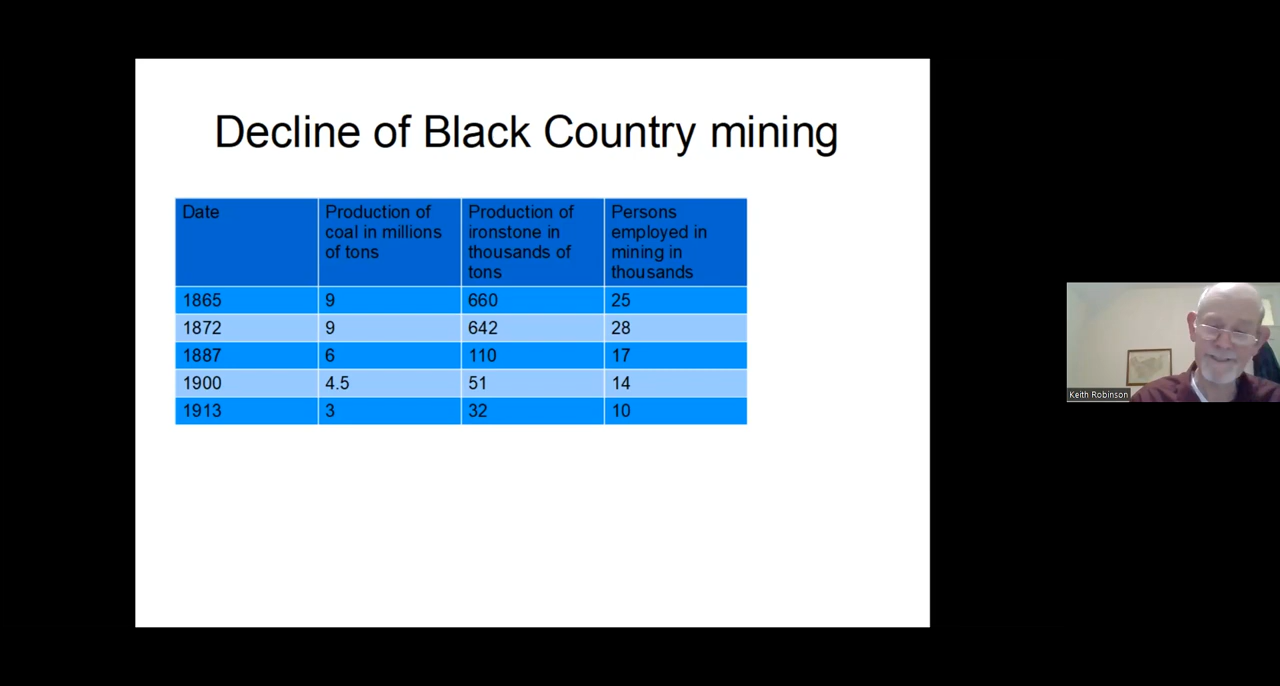 Decline of Black Country mining
Date
Production of
coal in millions
of tons
Production of
ironstone in
thousands of
tons
Persons
employed in
mining in
thousands
1865 9 660 25
1872 9 642 28
1887 6 110 17
1900 4.5 51 14
1913 3 32 10
Keith Robinson